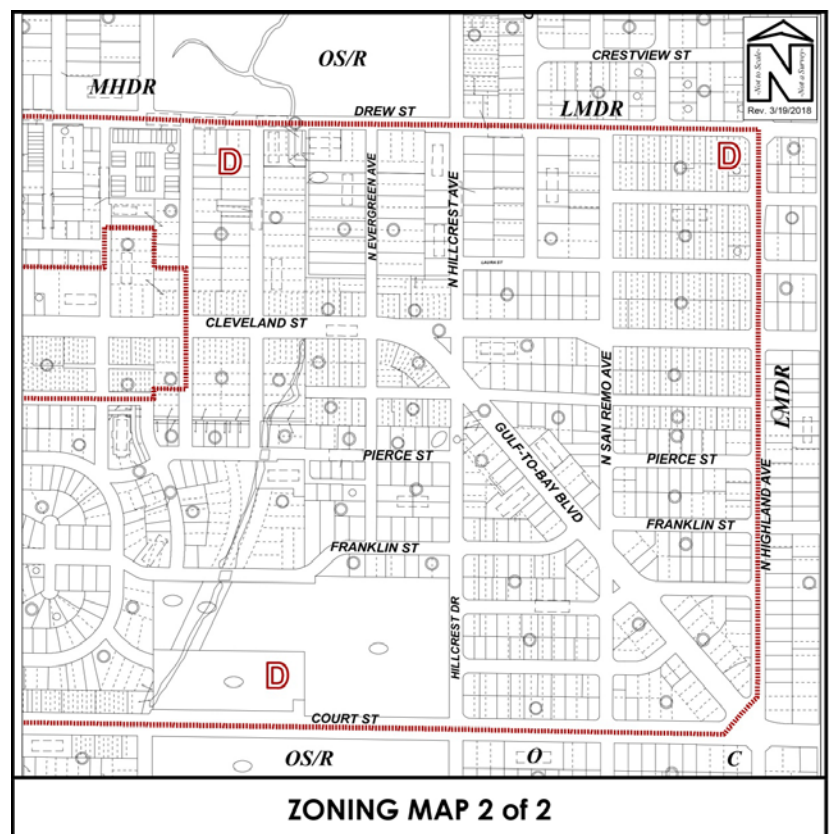 OS/R
CRESTVIEW ST
-Not to Scale-
-Not a Survey-
Rev. 3/19/2018
MHDR
LMDR
DREW ST
D
D
N EVERGREEN AVE
N HILLCREST AVE
LAURA ST
CLEVELAND ST
N SAN REMO AVE
LMDR
GULF-TO-BAY BLVD
PIERCE ST
PIERCE ST
N HIGHLAND AVE
FRANKLIN ST
FRANKLIN ST
HILLCREST DR
D
COURT ST
OS/R
O
C
ZONING MAP 2 of 2